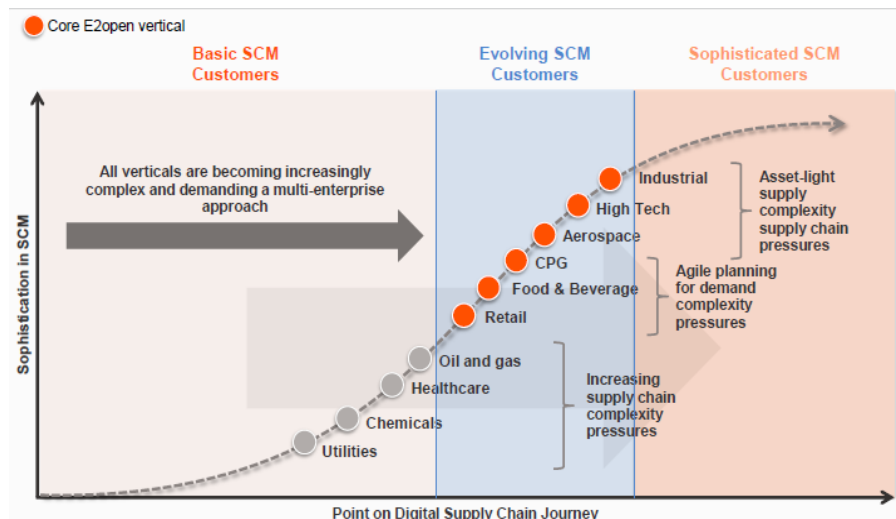 Core E2open vertical
Basic SCM
Customers
Evolving SCM
Customers
Sophisticated SCM
Customers
All verticals are becoming increasingly
complex and demanding a multi-enterprise
approach
Industrial
High Tech
Aerospace
CPG
Food & Beverage
Retail
Oil and gas
Healthcare
Chemicals
Utilities
Asset-light
supply
complexity
supply chain
pressures
Agile planning
for demand
complexity
pressures
Increasing
supply chain
complexity
pressures
Sophistication in SCM
Point on Digital Supply Chain Journey